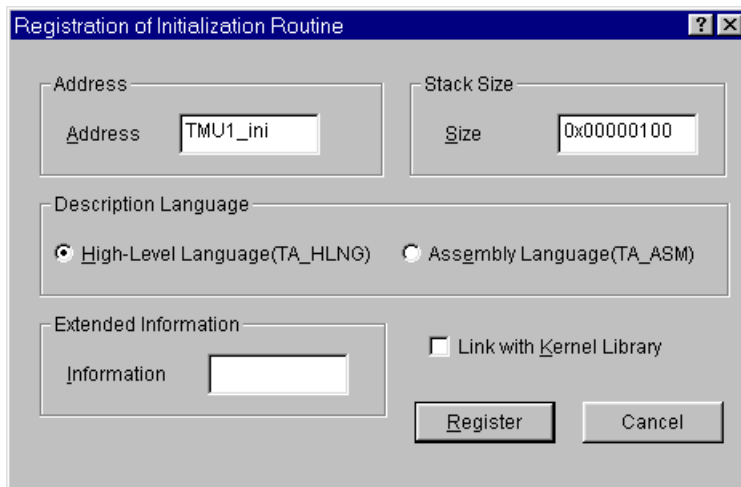 Registration of Initialization Routine
Address
Stack Size
Address TMU1_ini
Size 0x00000100
Description Language
High-Level Language(TA_HLNG) Assembly Language(TA_ASM)
Extended Information
Link with Kernel Library
Information
Register Cancel